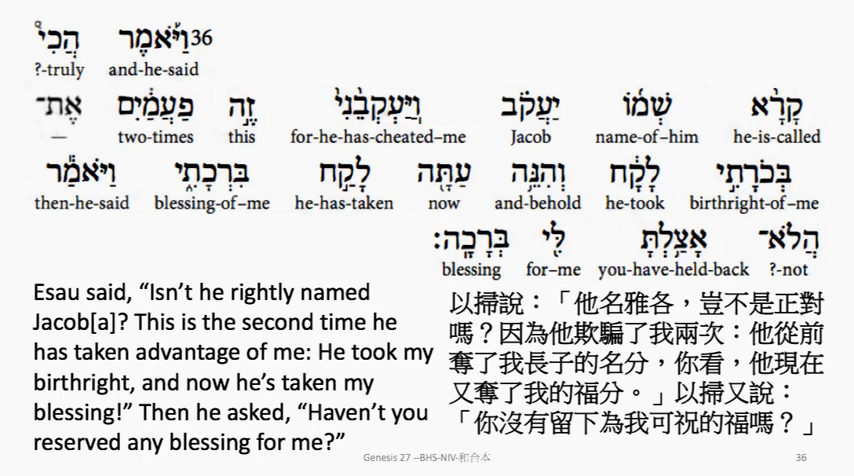 36וַיֹּ֡אמֶר הֲכִי֩
?-truly and-he-said
קָרָ֨א שְׁמ֜וֹ יַעֲקֹ֗ב וַֽיַּעְקְבֵ֙נִי֙ זֶ֣ה פַעֲמַ֔יִם אֶת־
— two-times this for-he-has-cheated–me Jacob name-of–him he-is-called
בְּכֹרָתִ֣י לָקָ֔ח וְהִנֵּ֥ה עַתָּ֖ה לָקַ֣ח בִּרְכָתִ֑י וַיֹּאמַ֕ר
then-he-said blessing-of–me he-has-taken now and-behold he-took birthright-of–me
הֲלֹא־ אָצַ֥לְתָּ לִּ֖י בְּרָכָֽה׃
blessing for–me you-have-held-back ?-not
Esau said, “Isn’t he rightly named
Jacob[a]? This is the second time he
has taken advantage of me: He took my
birthright, and now he’s taken my
blessing!” Then he asked, “Haven’t you
reserved any blessing for me?”
以掃說：「他名雅各，豈不是正對
嗎？因為他欺騙了我兩次：他從前
奪了我長子的名分，你看，他現在
又奪了我的福分。」以掃又說：
「你沒有留下為我可祝的福嗎？」
Genesis 27 --BHS-NIV-和合本
36